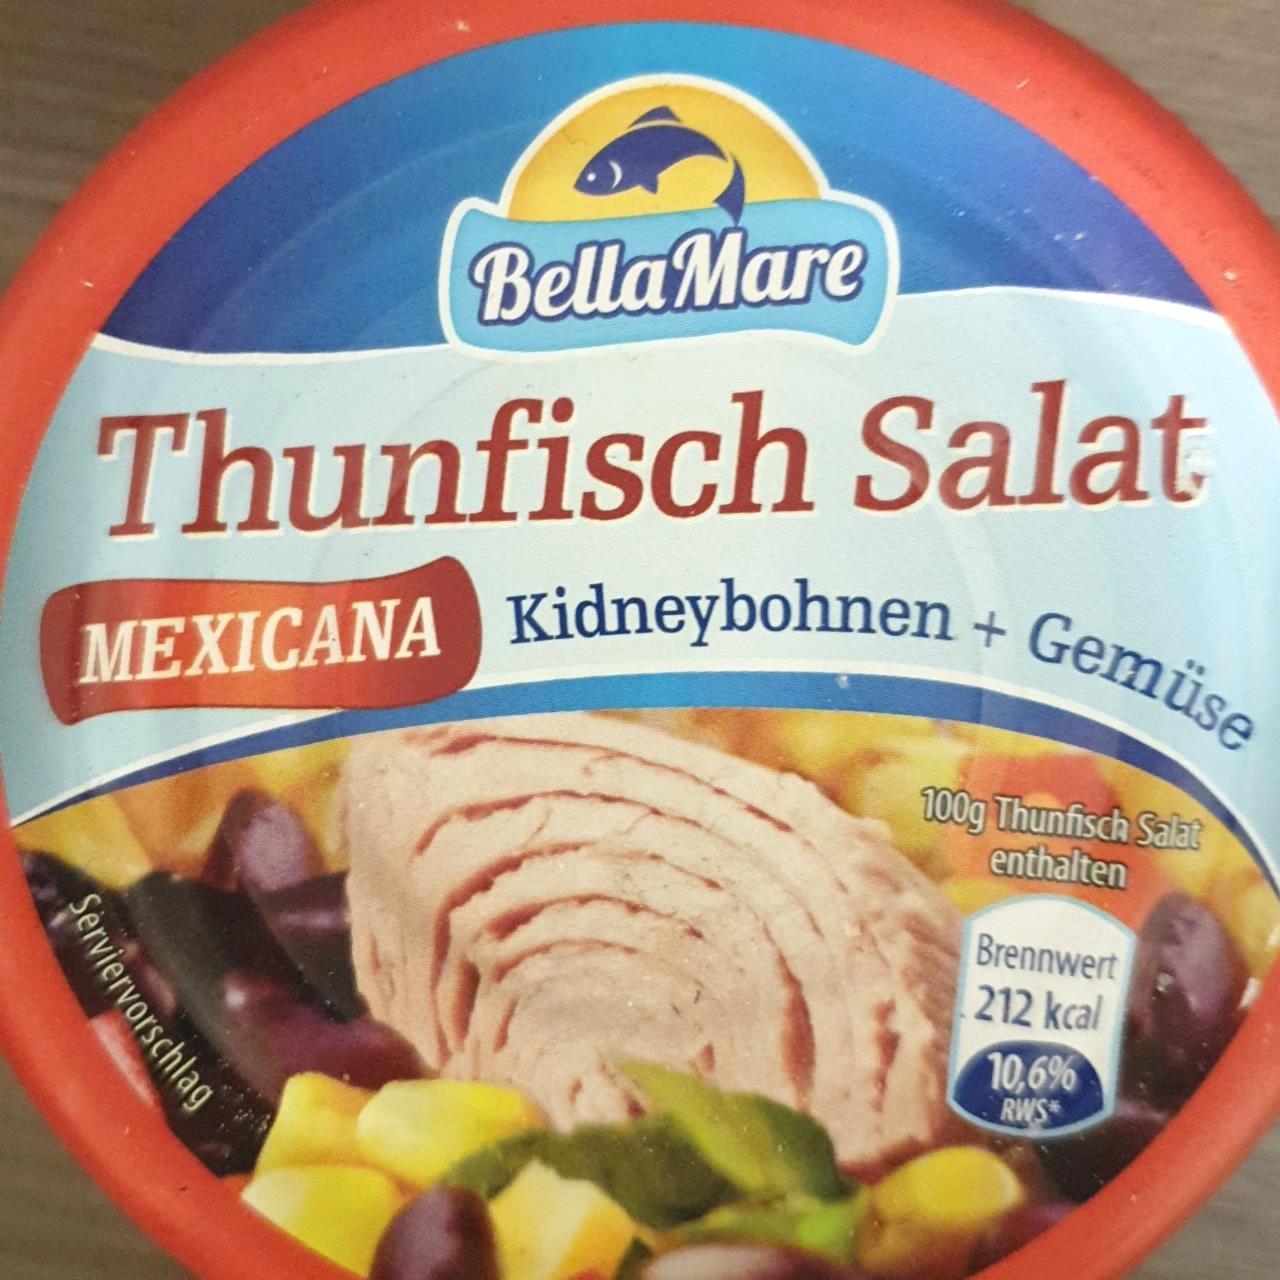 BellaMare
Thunfisch Salat
MEXICANA
Kidneybohnen + Gemüse
100g Thunfisch Salat
enthalten
Brennwert
212 kcal
10,6%
RWS*
Serviervorschlag